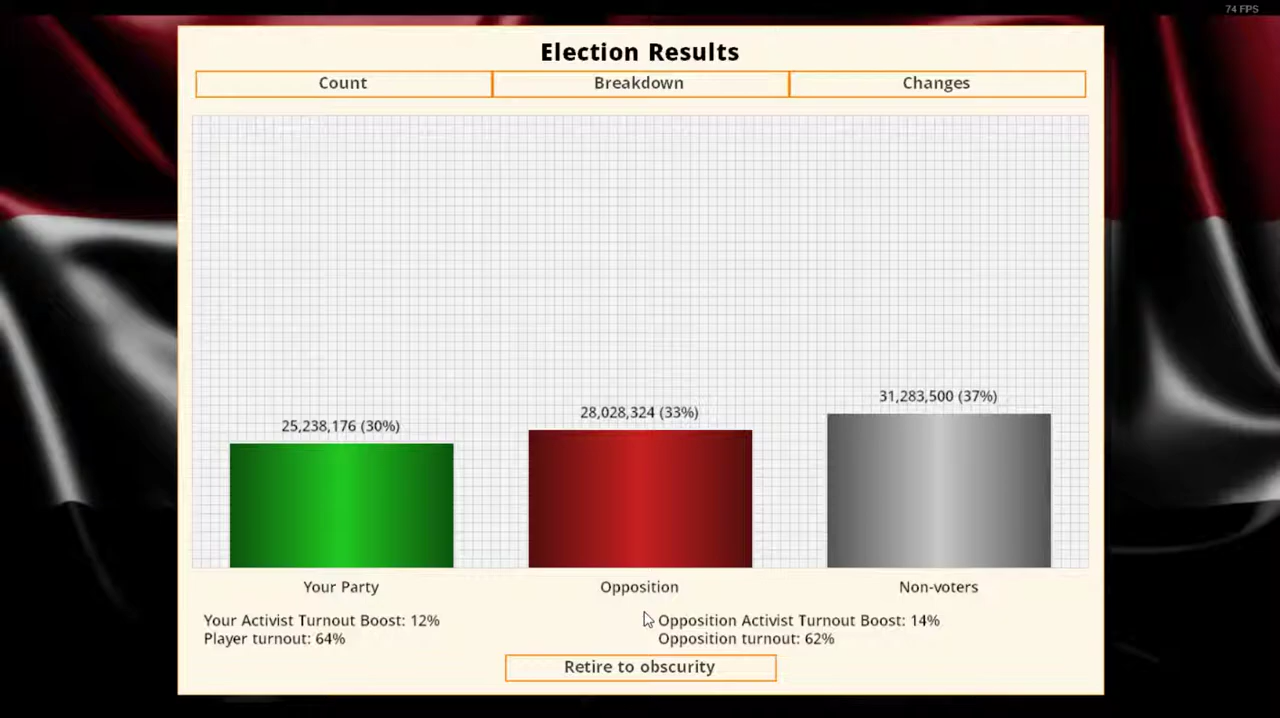 74 FPS
Election Results
Count
Breakdown
Changes
31,283,500 (37%)
28,028,324 (33%)
25,238,176 (30%)
Your Party
Opposition
Non-voters
Your Activist Turnout Boost: 12%
Player turnout: 64%
Opposition Activist Turnout Boost: 14%
Opposition turnout: 62%
Retire to obscurity